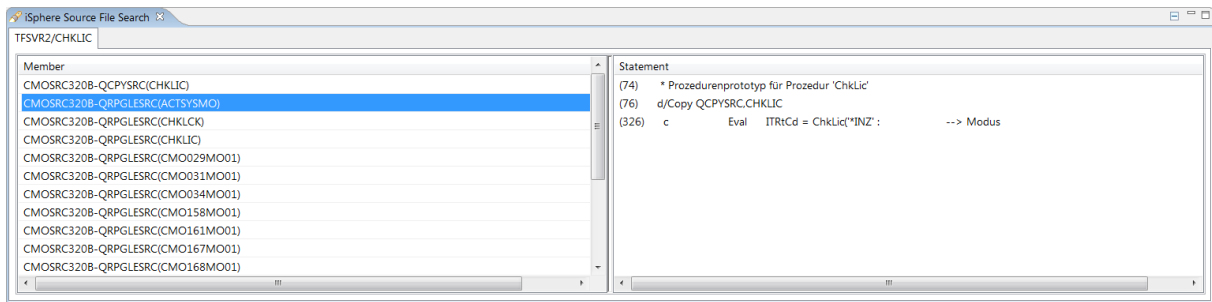 iSphere Source File Search
TFSVR2/CHKLIC
Member
CMOSRC320B-QCPYSRC(CHKLIC)
CMOSRC320B-QRPGLESRC(ACTSYSMO)
CMOSRC320B-QRPGLESRC(CHKLCK)
CMOSRC320B-QRPGLESRC(CHKLIC)
CMOSRC320B-QRPGLESRC(CMO029MO01)
CMOSRC320B-QRPGLESRC(CMO031MO01)
CMOSRC320B-QRPGLESRC(CMO034MO01)
CMOSRC320B-QRPGLESRC(CMO158MO01)
CMOSRC320B-QRPGLESRC(CMO161MO01)
CMOSRC320B-QRPGLESRC(CMO167MO01)
CMOSRC320B-QRPGLESRC(CMO168MO01)
Statement
(74) * Prozedurenprototyp für Prozedur 'ChkLic'
(76) d/Copy QCPYSRC,CHKLIC
(326) c Eval ITRtCd = ChkLic('*INZ' : --> Modus